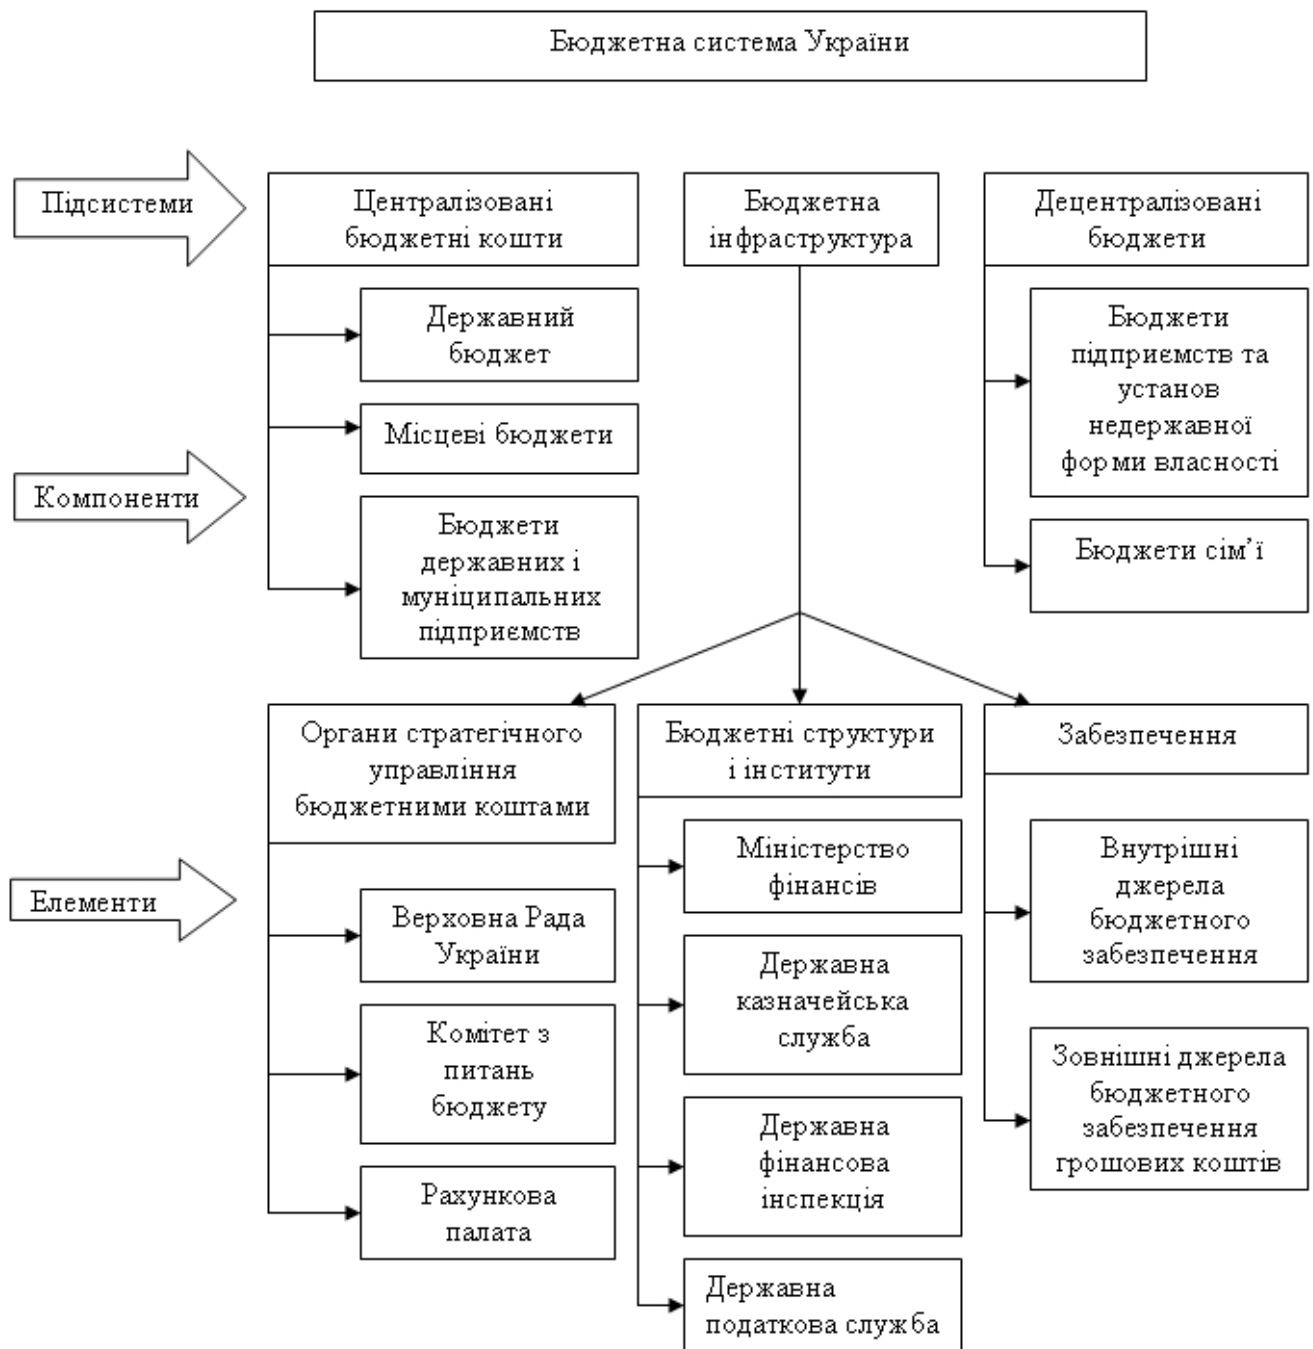 Бюджетна система України
Підсистеми
Централізовані
бюджетні кошти
Бюджетна
інфраструктура
Децентралізовані
бюджети
Державний
бюджет
Місцеві бюджети
Бюджети
державних і
муніципальних
підприємств
Бюджети
підприємств та
установ
недержавної
форми власності
Бюджети сім’ї
Компоненти
Органи стратегічного
управління
бюджетними коштами
Бюджетні структури
і інститути
Забезпечення
Елементи
Верховна Рада
України
Комітет з
питань
бюджету
Рахункова
палата
Міністерство
фінансів
Державна
казначейська
служба
Державна
фінансова
інспекція
Державна
податкова служба
Внутрішні
джерела
бюджетного
забезпечення
Зовнішні джерела
бюджетного
забезпечення
грошових коштів